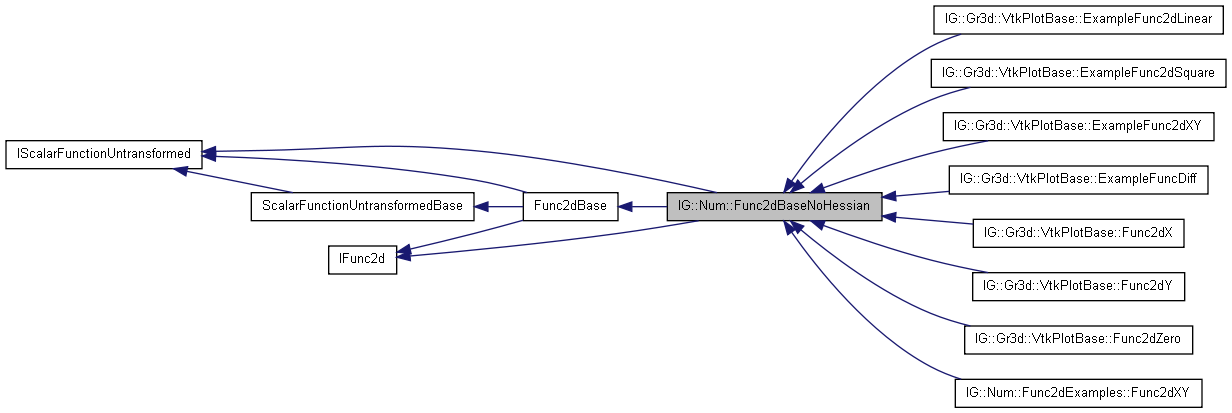 IG::Gr3d::VtkPlotBase::ExampleFunc2dLinear
IG::Gr3d::VtkPlotBase::ExampleFunc2dSquare
IG::Gr3d::VtkPlotBase::ExampleFunc2dXY
IScalarFunctionUntransformed
IG::Gr3d::VtkPlotBase::ExampleFuncDiff
ScalarFunctionUntransformedBase
Func2dBase
IG::Num::Func2dBaseNoHessian
IG::Gr3d::VtkPlotBase::Func2dX
IFunc2d
IG::Gr3d::VtkPlotBase::Func2dY
IG::Gr3d::VtkPlotBase::Func2dZero
IG::Num::Func2dExamples::Func2dXY